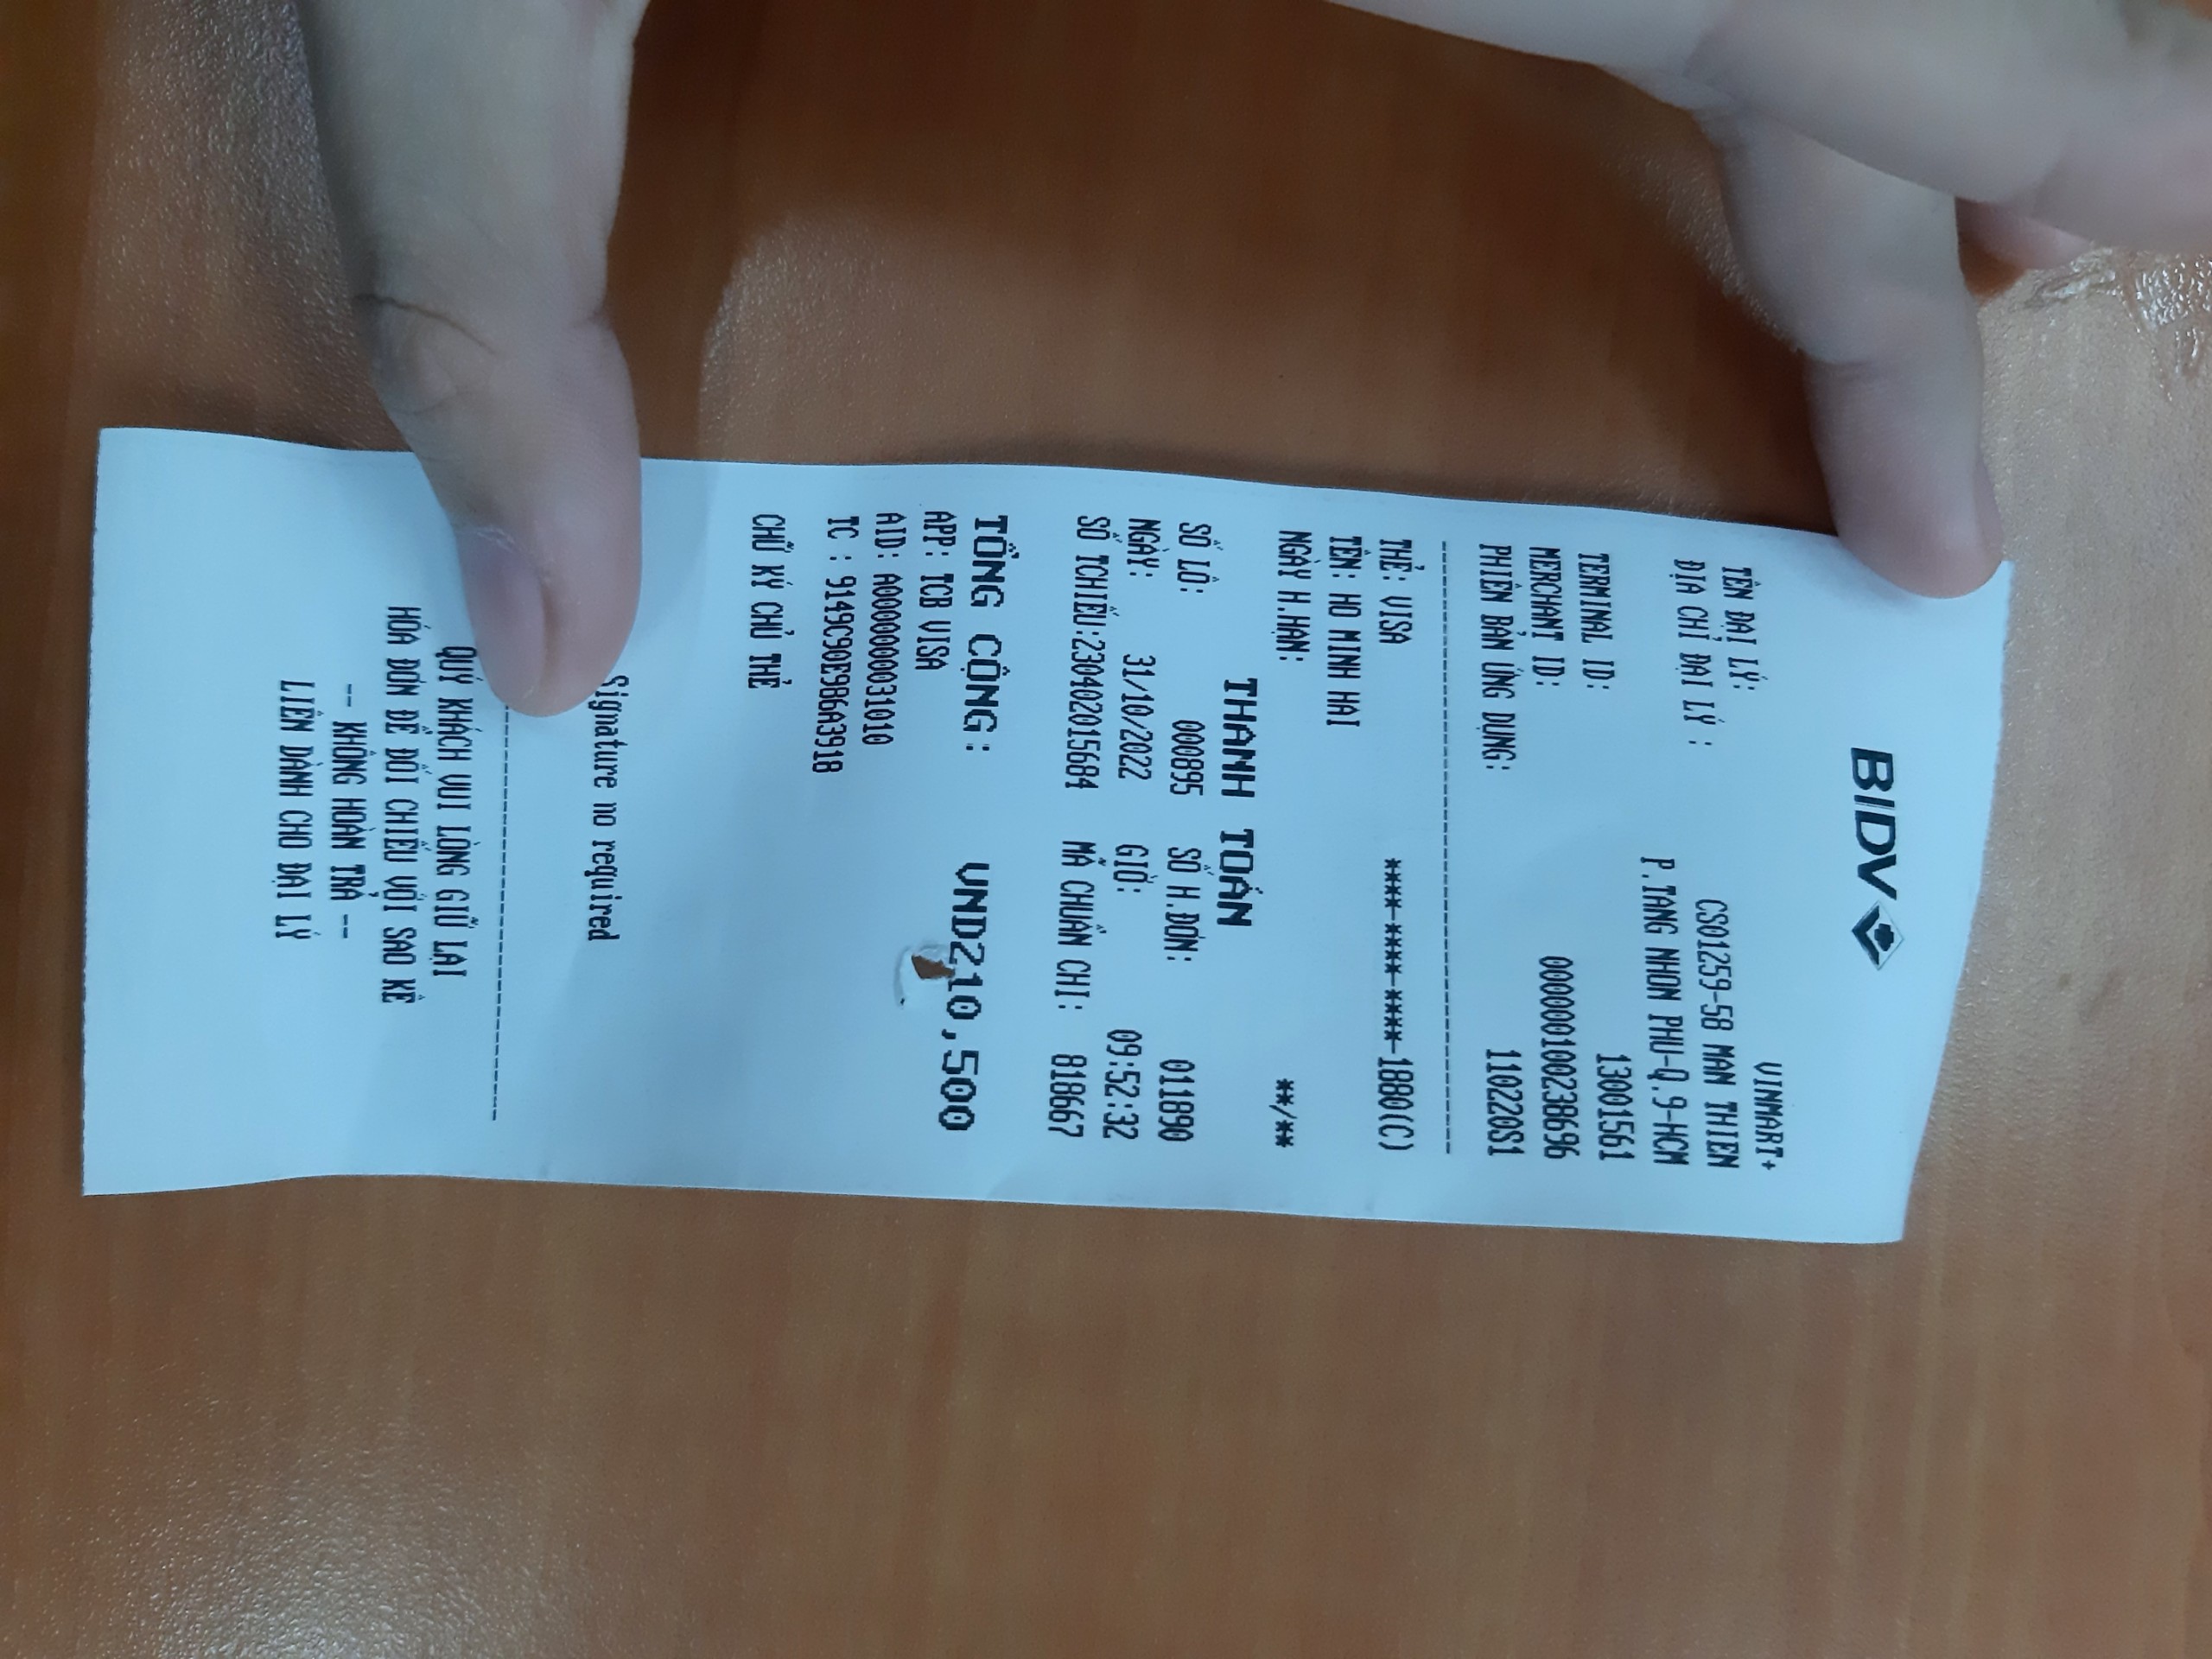 BIDV
TÊN ĐẠI LÝ: VINMART+
ĐỊA CHỈ ĐẠI LÝ : CS01259-58 MAN THIEN
P.TANG NHON PHU-Q.9-HCM
TERMINAL ID: 13001561
MERCHANT ID: 000000100238696
PHIÊN BẢN ỨNG DỤNG: 110220S1
THẺ: VISA ****-****-****-1880(C)
TÊN: HO MINH HAI
NGÀY H.HẠN: **/**
THANH TOÁN
SỐ LÔ: 000895 SỐ H.ĐƠN: 011890
NGÀY: 31/10/2022 GIỜ: 09:52:32
SỐ TCHIẾU:230402015684 MÃ CHUẨN CHI: 818667
TỔNG CỘNG: VND210,500
APP: TCB VISA
AID: A0000000031010
TC : 9149C90E986A3918
CHỮ KÝ CHỦ THẺ
Signature no required
QUÝ KHÁCH VUI LÒNG GIỮ LẠI
HÓA ĐƠN ĐỂ ĐỐI CHIẾU VỚI SAO KÊ
-- KHÔNG HOÀN TRẢ --
LIÊN DÀNH CHO ĐẠI LÝ